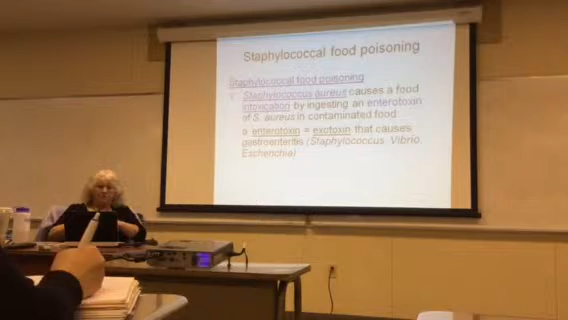 Staphylococcal food poisoning
Staphylococcal food poisoning
Staphylococcus aureus causes a food
intoxication by ingesting an enterotoxin
of S. aureus in contaminated food
a enterotoxin = exotoxin that causes
gastroenteritis (Staphylococcus Vibrio,
Escherichia)